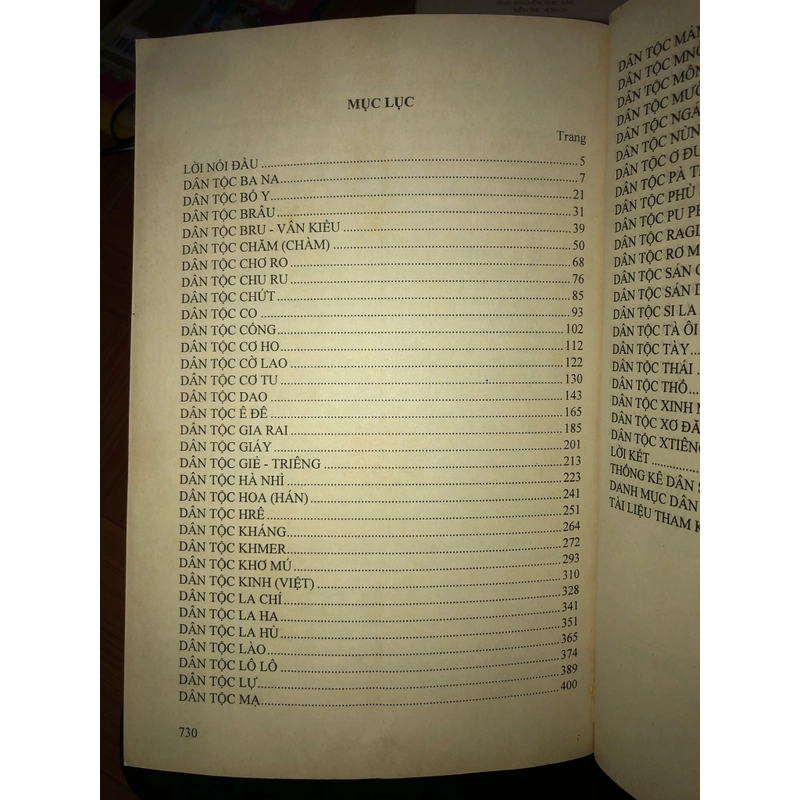 MỤC LỤC
Trang
LỜI NÓI ĐẦU 5
DÂN TỘC BA NA 7
DÂN TỘC BỐ Y 21
DÂN TỘC BRÂU 31
DÂN TỘC BRU - VÂN KIỀU 39
DÂN TỘC CHĂM (CHÀM) 50
DÂN TỘC CHƠ RO 68
DÂN TỘC CHU RU 76
DÂN TỘC CHỨT 85
DÂN TỘC CO 93
DÂN TỘC CÓNG 102
DÂN TỘC CƠ HO 112
DÂN TỘC CỜ LAO 122
DÂN TỘC CƠ TU 130
DÂN TỘC DAO 143
DÂN TỘC Ê ĐÊ 165
DÂN TỘC GIA RAI 185
DÂN TỘC GIÁY 201
DÂN TỘC GIẺ - TRIÊNG 213
DÂN TỘC HÀ NHÌ 223
DÂN TỘC HOA (HÁN) 241
DÂN TỘC HRÊ 251
DÂN TỘC KHÁNG 264
DÂN TỘC KHMER 272
DÂN TỘC KHƠ MÚ 293
DÂN TỘC KINH (VIỆT) 310
DÂN TỘC LA CHÍ 328
DÂN TỘC LA HA 341
DÂN TỘC LA HỦ 351
DÂN TỘC LÀO 365
DÂN TỘC LÔ LÔ 374
DÂN TỘC LỰ 389
DÂN TỘC MẠ 400
730
DÂN TỘC MẢN
DÂN TỘC MNÔ
DÂN TỘC MÔN
DÂN TỘC MƯỜ
DÂN TỘC NGÁ
DÂN TỘC NÙN
DÂN TỘC Ơ ĐU
DÂN TỘC PÀ T
DÂN TỘC PHÙ
DÂN TỘC PU PÉ
DÂN TỘC RAGL
DÂN TỘC RƠ M
DÂN TỘC SÁN C
DÂN TỘC SÁN D
DÂN TỘC SI LA
DÂN TỘC TÀ ÔI
DÂN TỘC TÀY
DÂN TỘC THÁI
DÂN TỘC THỔ
DÂN TỘC XINH M
DÂN TỘC XƠ ĐĂ
DÂN TỘC XTIÊNG
LỜI KẾT
THỐNG KÊ DÂN S
DANH MỤC DÂN
TÀI LIỆU THAM K